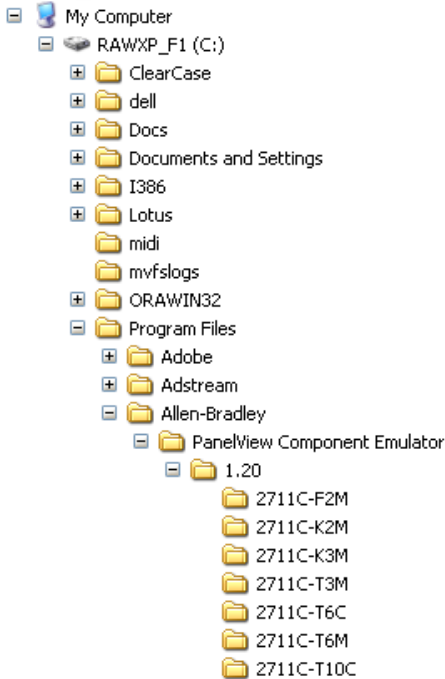 My Computer
RAWXP_F1 (C:)
ClearCase
dell
Docs
Documents and Settings
I386
Lotus
midi
mvfslogs
ORAWIN32
Program Files
Adobe
Adstream
Allen-Bradley
PanelView Component Emulator
1.20
2711C-F2M
2711C-K2M
2711C-K3M
2711C-T3M
2711C-T6C
2711C-T6M
2711C-T10C